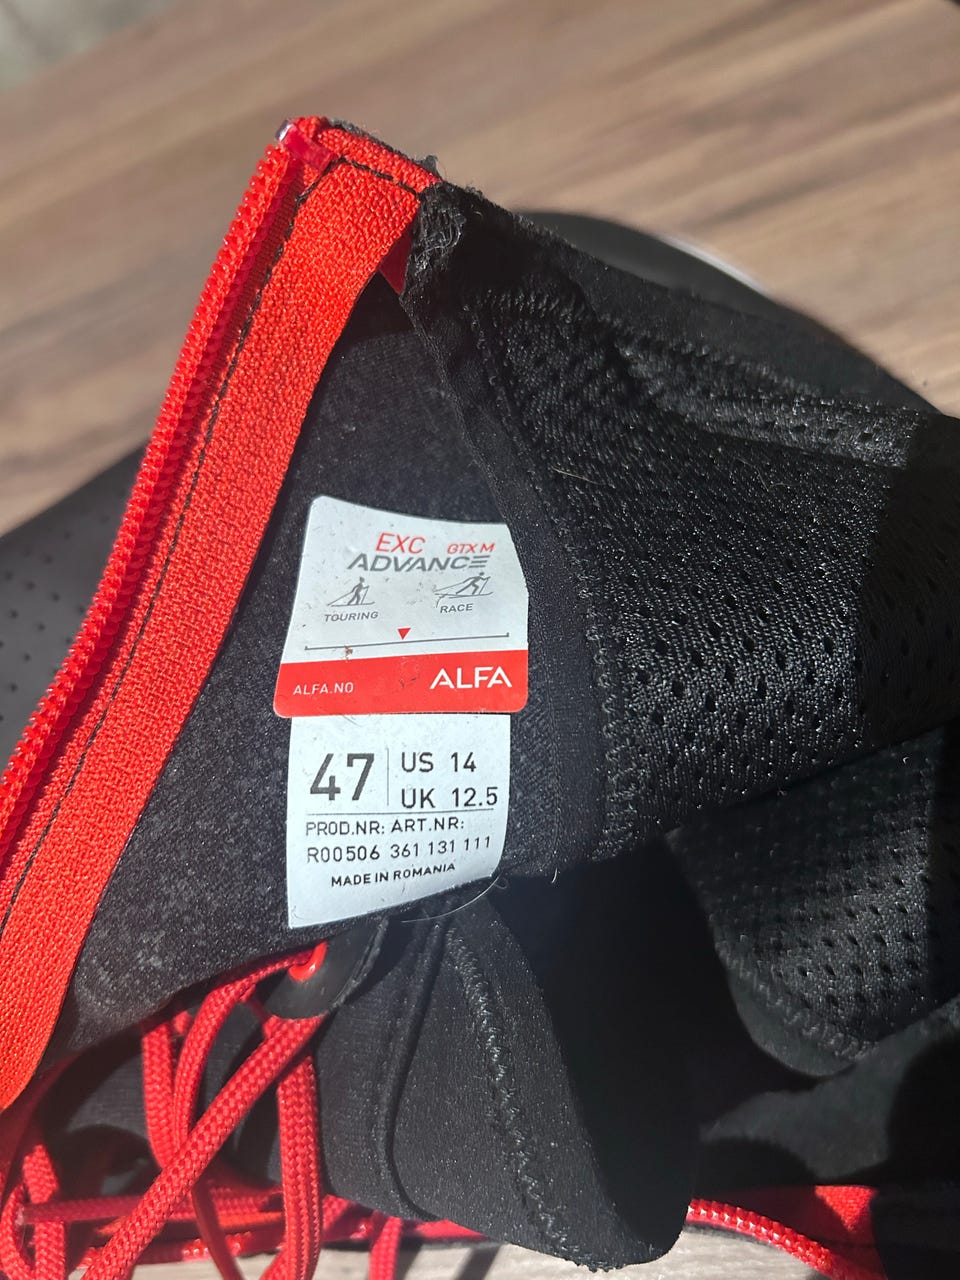 EXC GTX M
ADVANCE
TOURING RACE
ALFA.NO ALFA
47 US 14
UK 12.5
PROD.NR: ART.NR:
R00506 361 131 111
MADE IN ROMANIA